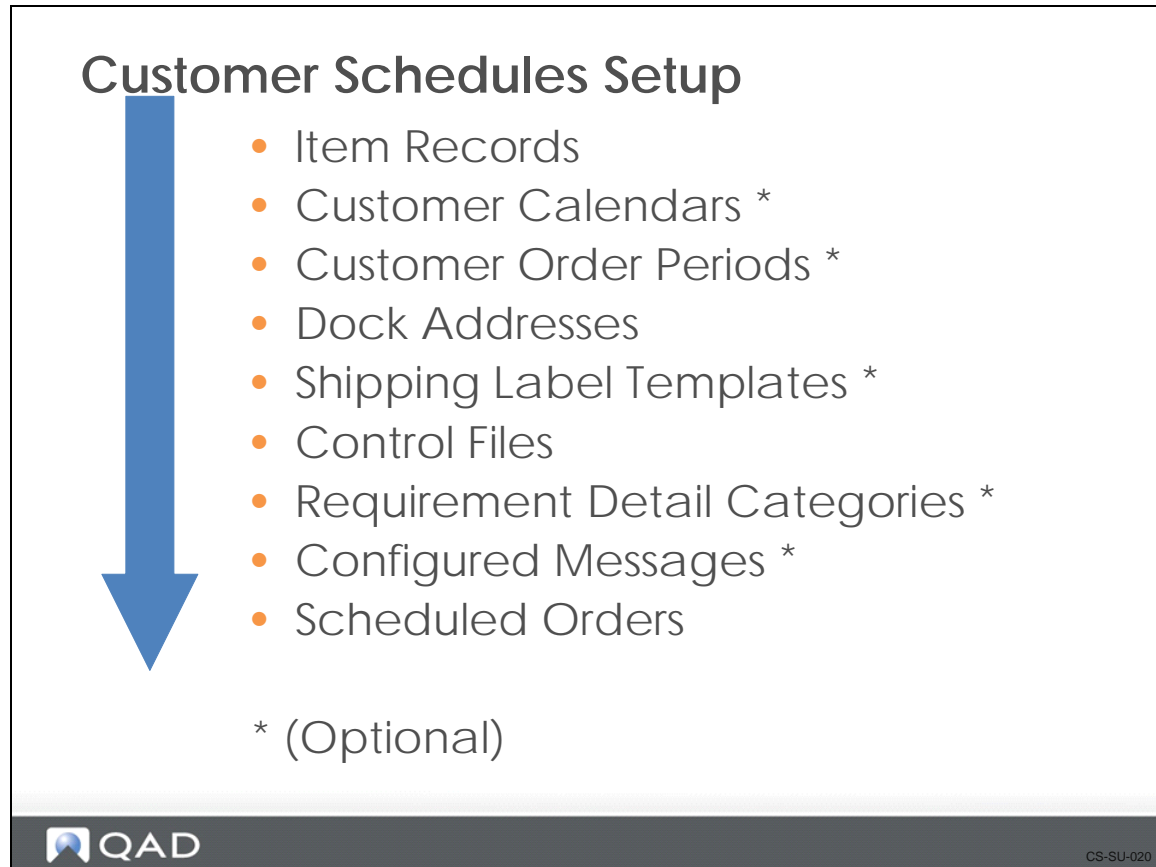 Customer Schedules Setup
• Item Records
• Customer Calendars *
• Customer Order Periods *
• Dock Addresses
• Shipping Label Templates *
• Control Files
• Requirement Detail Categories *
• Configured Messages *
• Scheduled Orders
* (Optional)
QAD
CS-SU-020